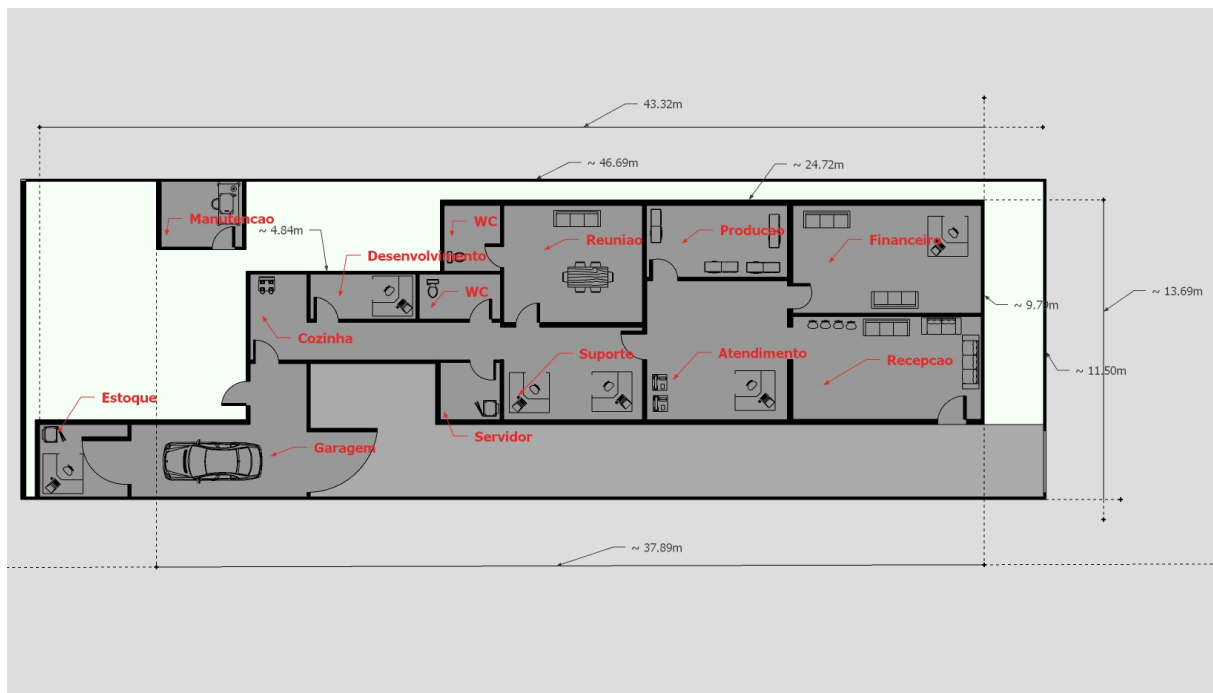 43.32m
~ 46.69m
~ 24.72m
Manutencao
~ 4.84m
WC
Reuniao
Producao
Financeiro
Desenvolvimento
WC
~ 9.79m
~ 13.69m
Cozinha
Suporte
Atendimento
Recepcao
~ 11.50m
Estoque
Garagem
Servidor
~ 37.89m